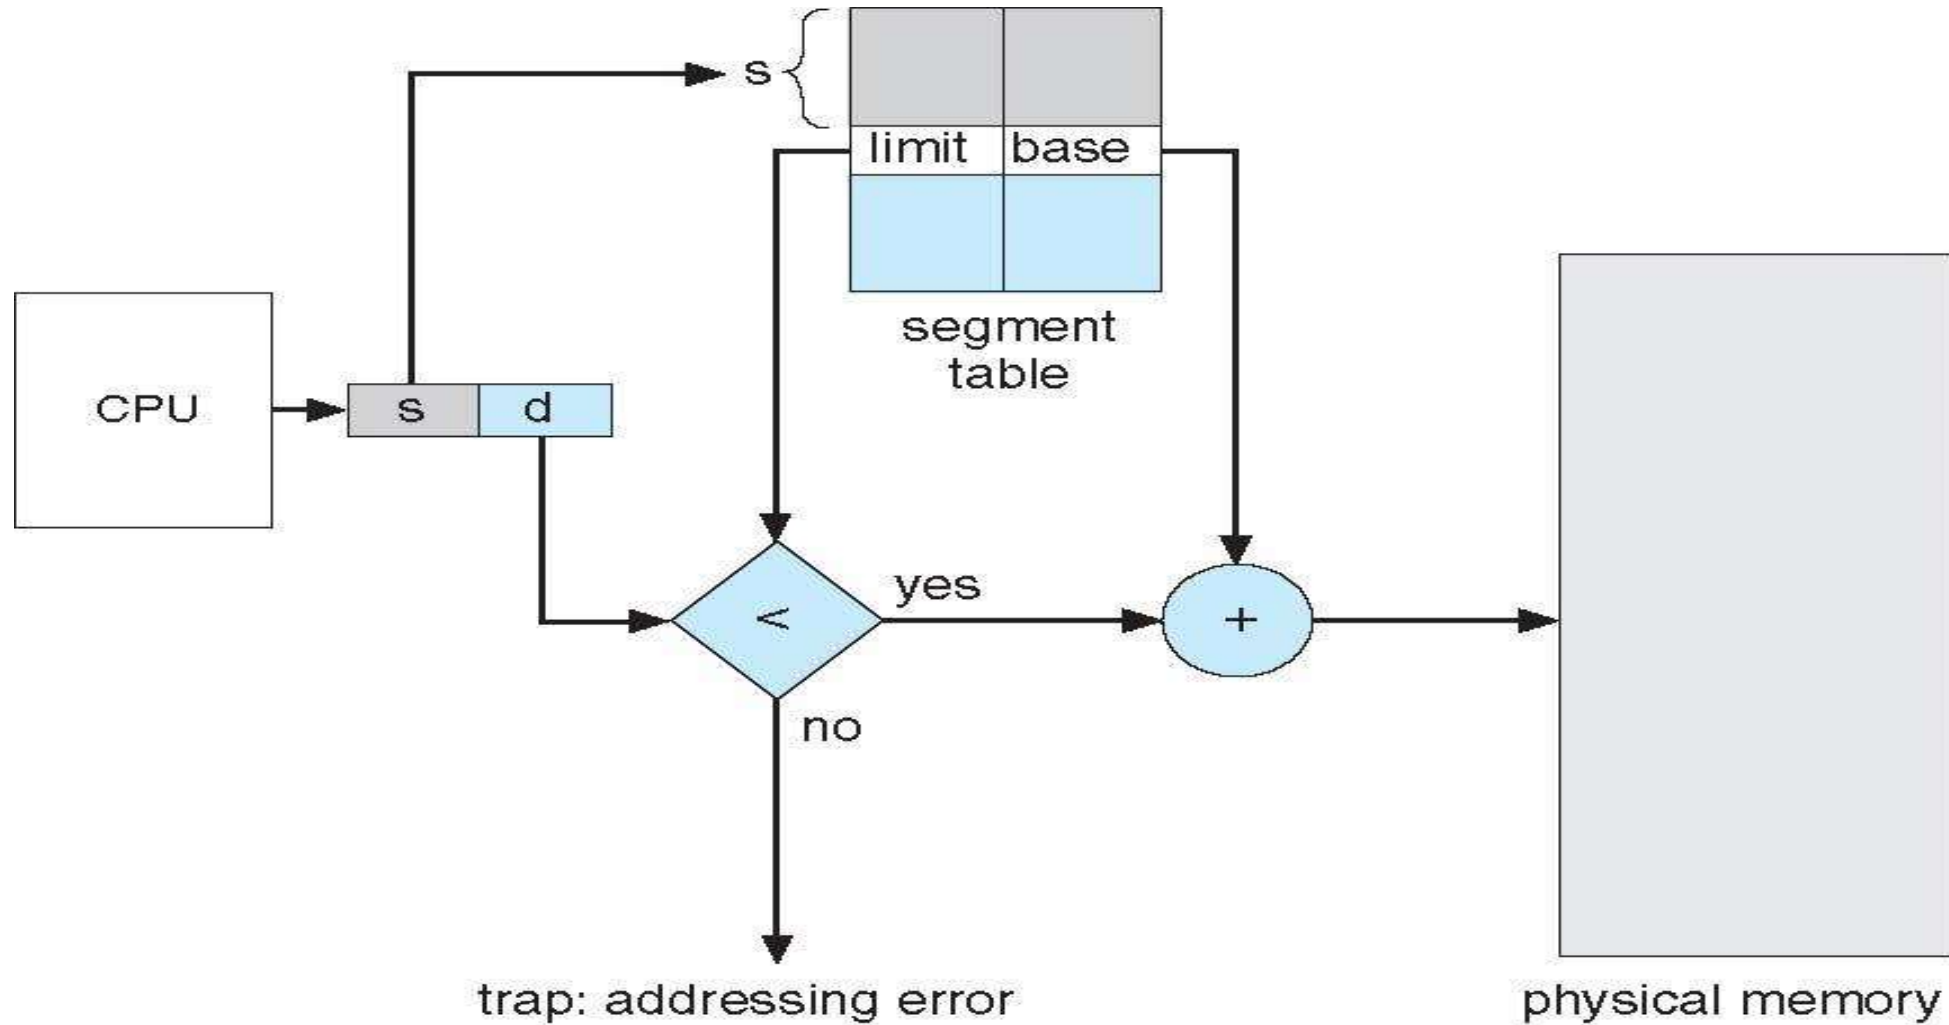 s
limit base
segment
table
CPU
s d
yes
<
+
no
trap: addressing error
physical memory